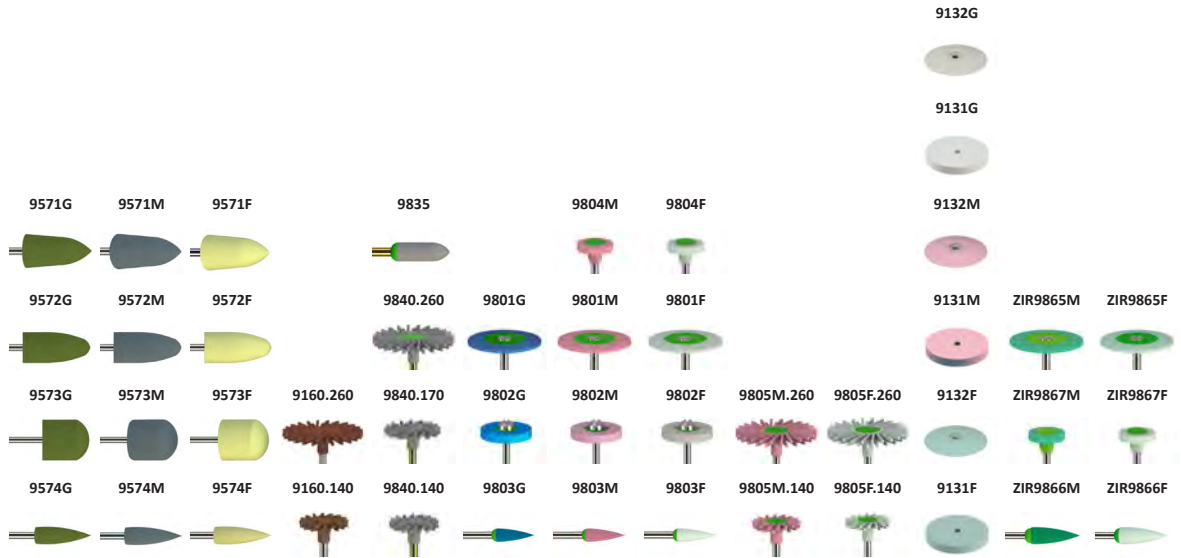 9132G
9131G
9571G 9571M 9571F 9835 9804M 9804F 9132M
9572G 9572M 9572F 9840.260 9801G 9801M 9801F 9131M ZIR9865M ZIR9865F
9573G 9573M 9573F 9160.260 9840.170 9802G 9802M 9802F 9805M.260 9805F.260 9132F ZIR9867M ZIR9867F
9574G 9574M 9574F 9160.140 9840.140 9803G 9803M 9803F 9805M.140 9805F.140 9131F ZIR9866M ZIR9866F